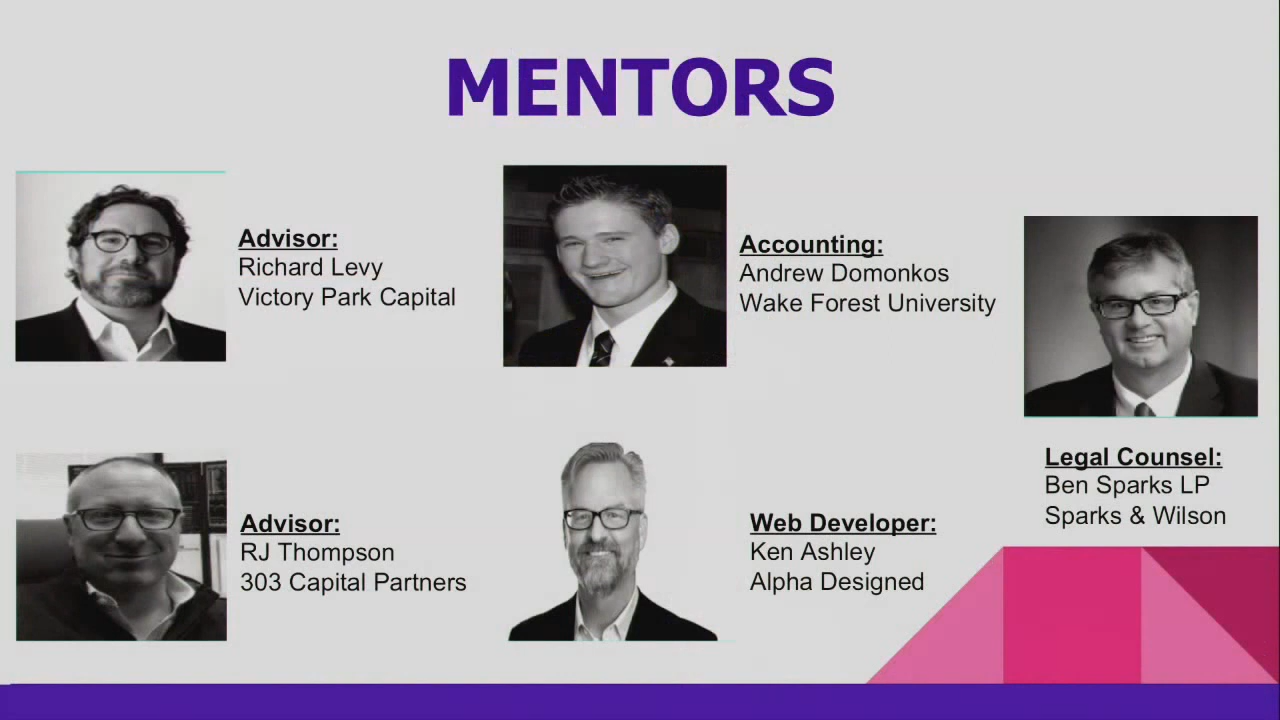 MENTORS
Advisor:
Richard Levy
Victory Park Capital
Accounting:
Andrew Domonkos
Wake Forest University
Legal Counsel:
Ben Sparks LP
Sparks & Wilson
Advisor:
RJ Thompson
303 Capital Partners
Web Developer:
Ken Ashley
Alpha Designed